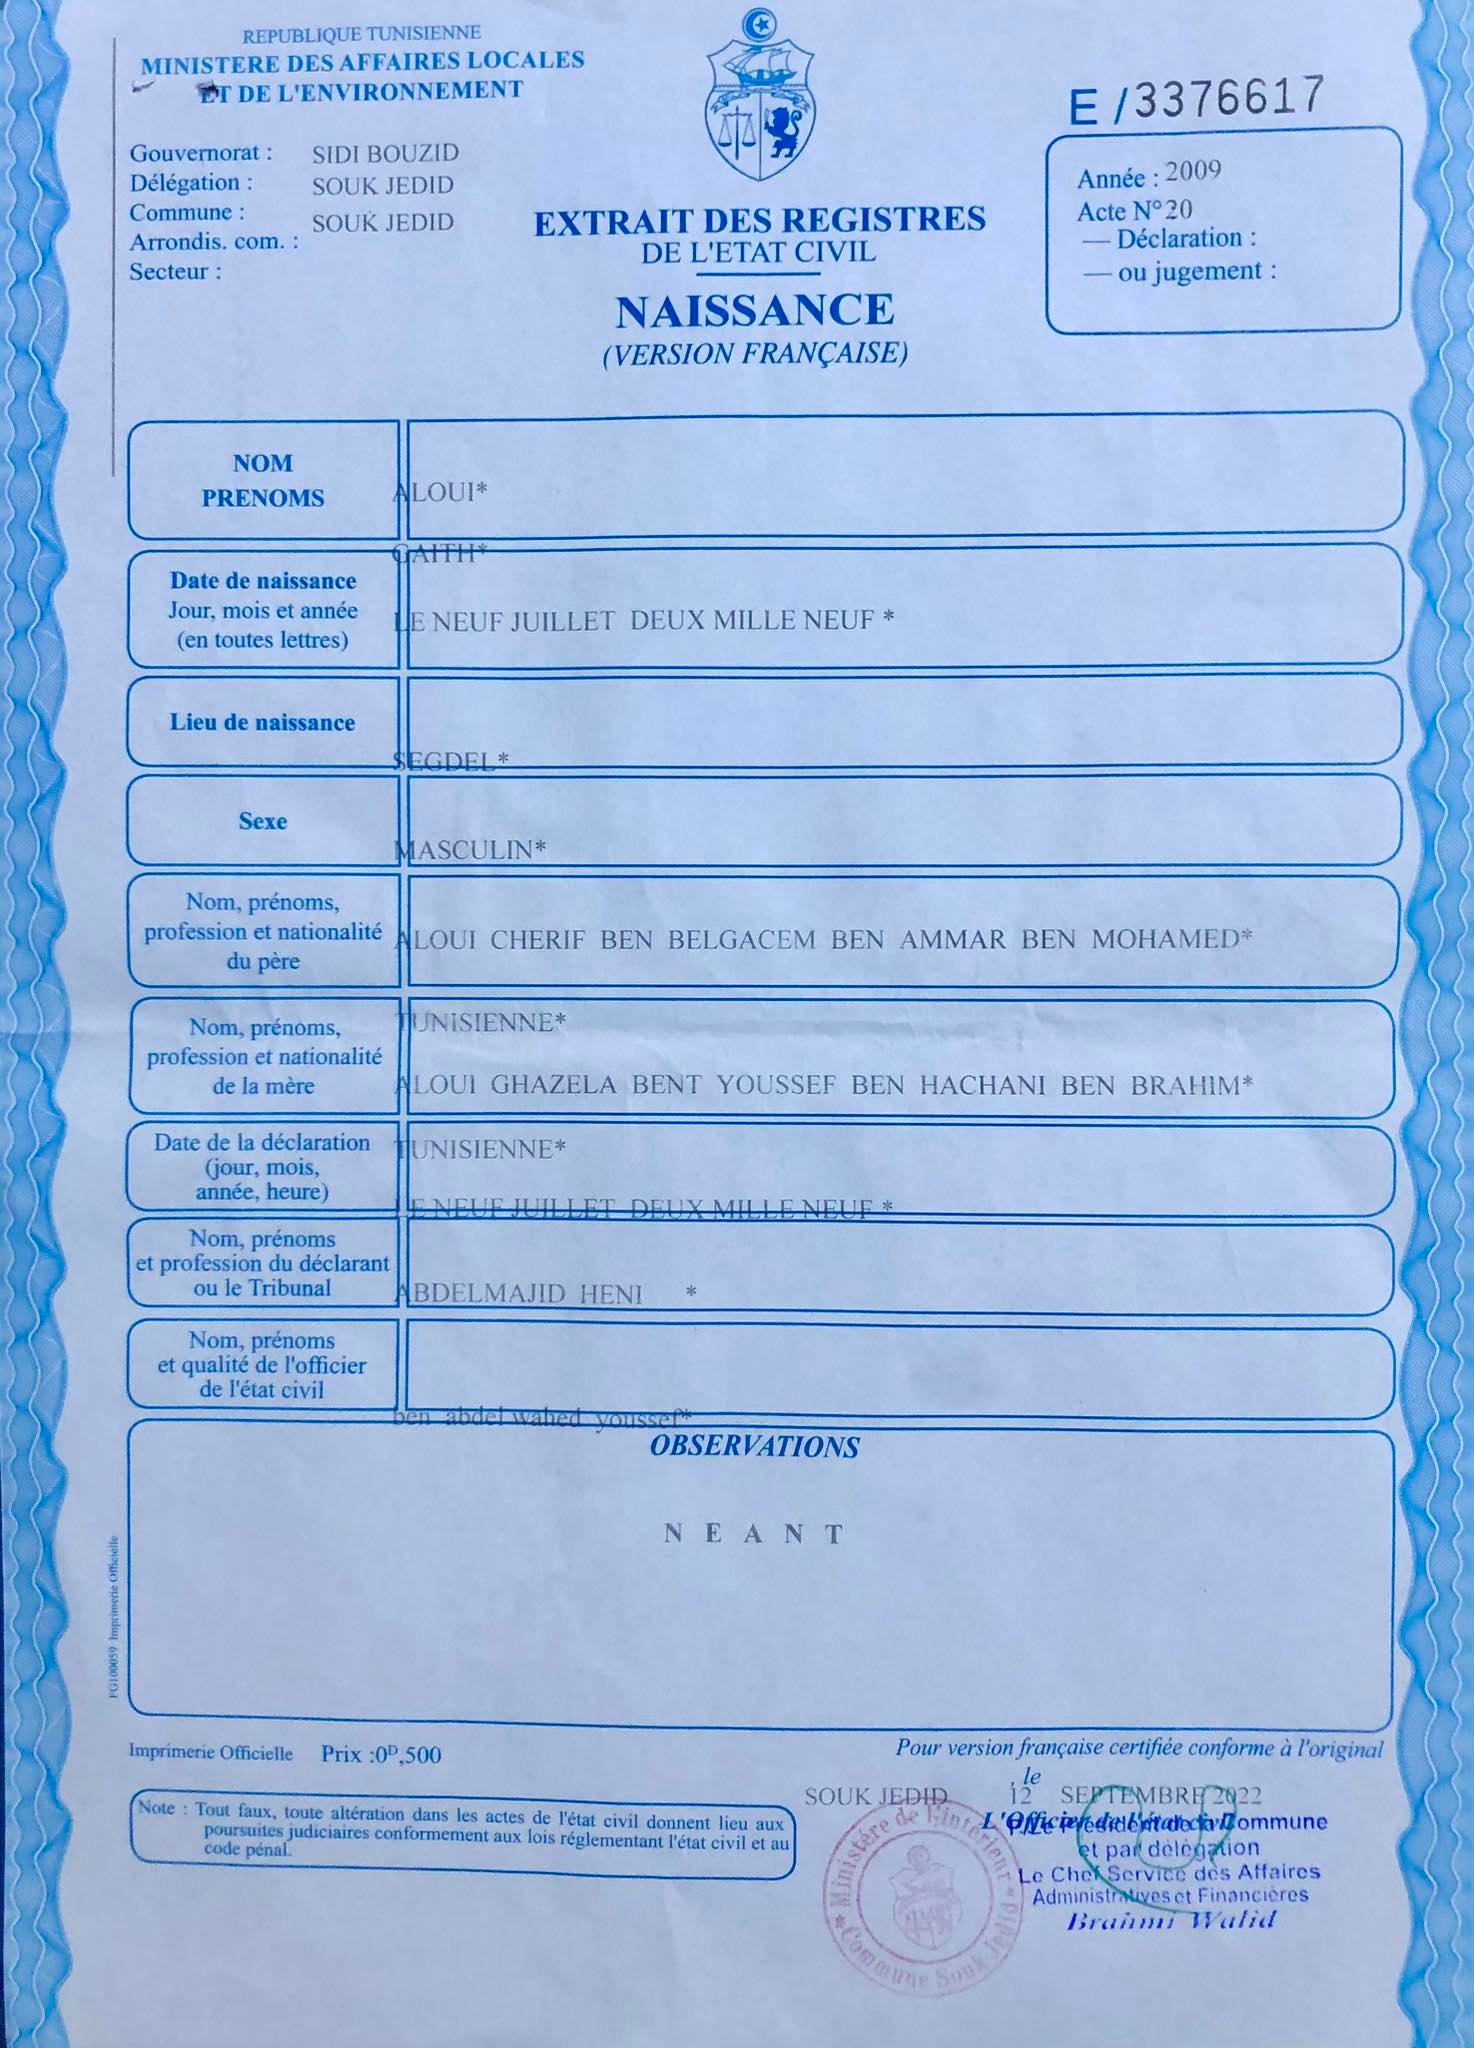 REPUBLIQUE TUNISIENNE
MINISTERE DES AFFAIRES LOCALES
ET DE L'ENVIRONNEMENT
Gouvernorat : SIDI BOUZID
Délégation : SOUK JEDID
Commune : SOUK JEDID
Arrondis. com. :
Secteur :
EXTRAIT DES REGISTRES
DE L'ETAT CIVIL
NAISSANCE
(VERSION FRANÇAISE)
E /3376617
Année : 2009
Acte N° 20
— Déclaration :
— ou jugement :
NOM
PRENOMS
ALOUI*
GAITH*
Date de naissance
Jour, mois et année
(en toutes lettres)
LE NEUF JUILLET DEUX MILLE NEUF *
Lieu de naissance
SEGDEL*
Sexe
MASCULIN*
Nom, prénoms,
profession et nationalité
du père
ALOUI CHERIF BEN BELGACEM BEN AMMAR BEN MOHAMED*
TUNISIENNE*
Nom, prénoms,
profession et nationalité
de la mère
ALOUI GHAZELA BENT YOUSSEF BEN HACHANI BEN BRAHIM*
TUNISIENNE*
Date de la déclaration
(jour, mois,
année, heure)
LE NEUF JUILLET DEUX MILLE NEUF *
Nom, prénoms
et profession du déclarant
ou le Tribunal
ABDELMAJID HENI *
Nom, prénoms
et qualité de l'officier
de l'état civil
ben abdel wahed youssef*
OBSERVATIONS
N E A N T
FG100059 Imprimerie Officielle
Imprimerie Officielle Prix :0D,500
Pour version française certifiée conforme à l'original
, le
SOUK JEDID 12 SEPTEMBRE 2022
Note : Tout faux, toute altération dans les actes de l'état civil donnent lieu aux
poursuites judiciaires conformement aux lois réglementant l'état civil et au
code pénal.
L'Officier de l'état civil
P/Le Président de la Commune
et par délégation
Le Chef Service des Affaires
Administratives et Financières
Brahmi Walid
* Ministère de l'intérieur *
Commune Souk Jedid